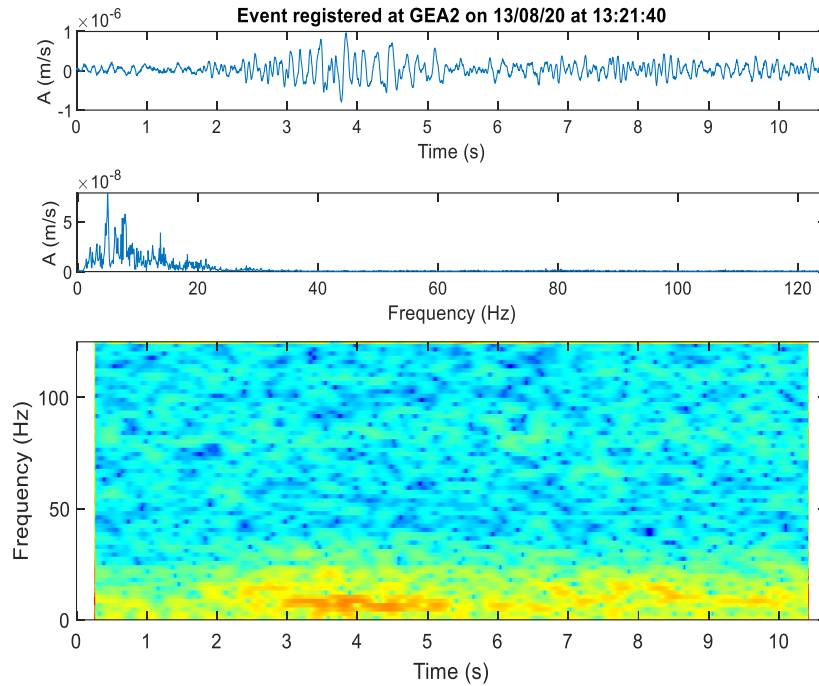 Event registered at GEA2 on 13/08/20 at 13:21:40
×10⁻⁶
A (m/s)
1
0
-1
0 1 2 3 4 5 6 7 8 9 10
Time (s)
×10⁻⁸
A (m/s)
5
0
0 20 40 60 80 100 120
Frequency (Hz)
Frequency (Hz)
100
50
0
0 1 2 3 4 5 6 7 8 9 10
Time (s)